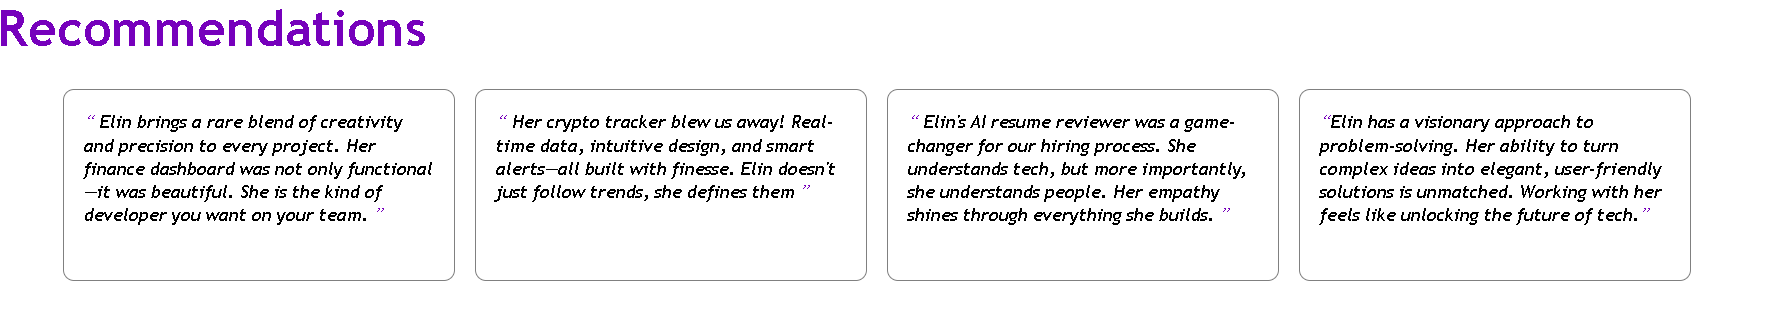 Recommendations
“ Elin brings a rare blend of creativity
and precision to every project. Her
finance dashboard was not only functional
—it was beautiful. She is the kind of
developer you want on your team. ”
“ Her crypto tracker blew us away! Real-
time data, intuitive design, and smart
alerts—all built with finesse. Elin doesn't
just follow trends, she defines them ”
“ Elin's AI resume reviewer was a game-
changer for our hiring process. She
understands tech, but more importantly,
she understands people. Her empathy
shines through everything she builds. ”
“Elin has a visionary approach to
problem-solving. Her ability to turn
complex ideas into elegant, user-friendly
solutions is unmatched. Working with her
feels like unlocking the future of tech.”